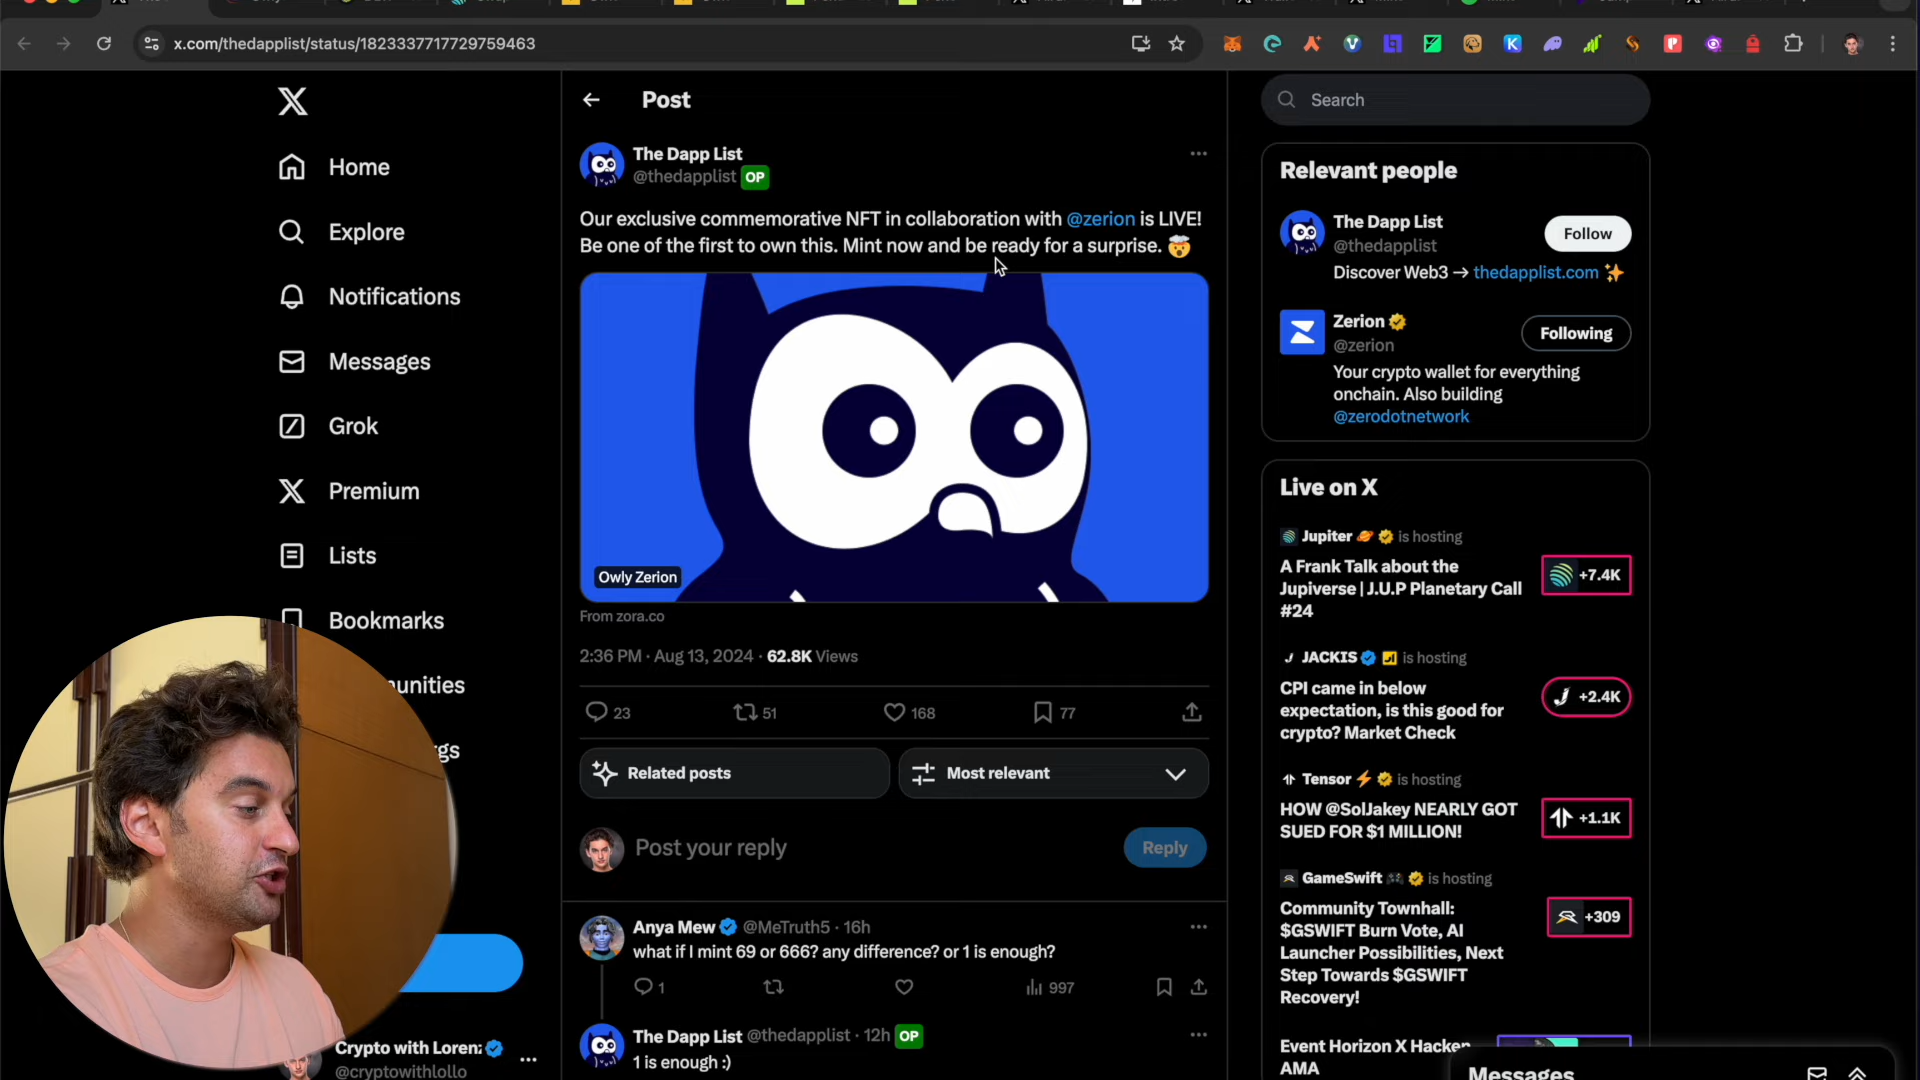 x.com/thedapplist/status/1823337717729759463
Home
Explore
Notifications
Messages
Grok
Premium
Lists
Bookmarks
Crypto with Loren
@cryptowithlollo
Post
The Dapp List
@thedapplist OP
Our exclusive commemorative NFT in collaboration with @zerion is LIVE!
Be one of the first to own this. Mint now and be ready for a surprise. 🤯
Owly Zerion
From zora.co
2:36 PM · Aug 13, 2024 · 62.8K Views
23
51
168
77
Related posts
Most relevant
Post your reply
Reply
Anya Mew @MeTruth5 · 16h
what if I mint 69 or 666? any difference? or 1 is enough?
1
997
The Dapp List @thedapplist · 12h OP
1 is enough :)
Search
Relevant people
The Dapp List
@thedapplist
Follow
Discover Web3 → thedapplist.com ✨
Zerion
@zerion
Following
Your crypto wallet for everything
onchain. Also building
@zerodotnetwork
Live on X
Jupiter 🪐 is hosting
A Frank Talk about the
Jupiverse | J.U.P Planetary Call
#24
+7.4K
JACKIS is hosting
CPI came in below
expectation, is this good for
crypto? Market Check
+2.4K
Tensor ⚡ is hosting
HOW @SolJakey NEARLY GOT
SUED FOR $1 MILLION!
+1.1K
GameSwift 🎮 is hosting
Community Townhall:
$GSWIFT Burn Vote, AI
Launcher Possibilities, Next
Step Towards $GSWIFT
Recovery!
+309
Event Horizon X Hacken
AMA
Messages